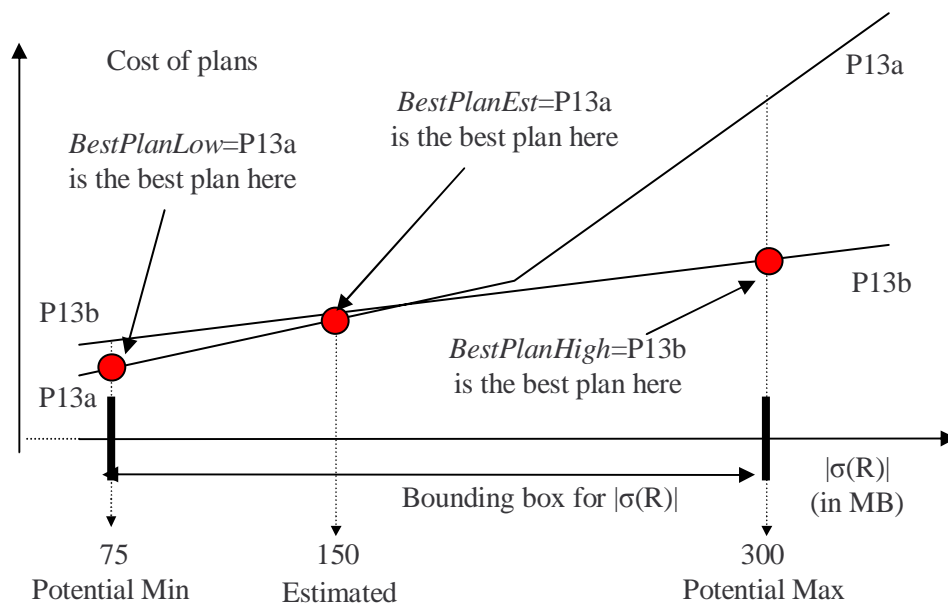 Cost of plans
P13a
BestPlanEst=P13a
is the best plan here
BestPlanLow=P13a
is the best plan here
P13b
P13b
BestPlanHigh=P13b
is the best plan here
P13a
|σ(R)|
(in MB)
Bounding box for |σ(R)|
75
Potential Min
150
Estimated
300
Potential Max